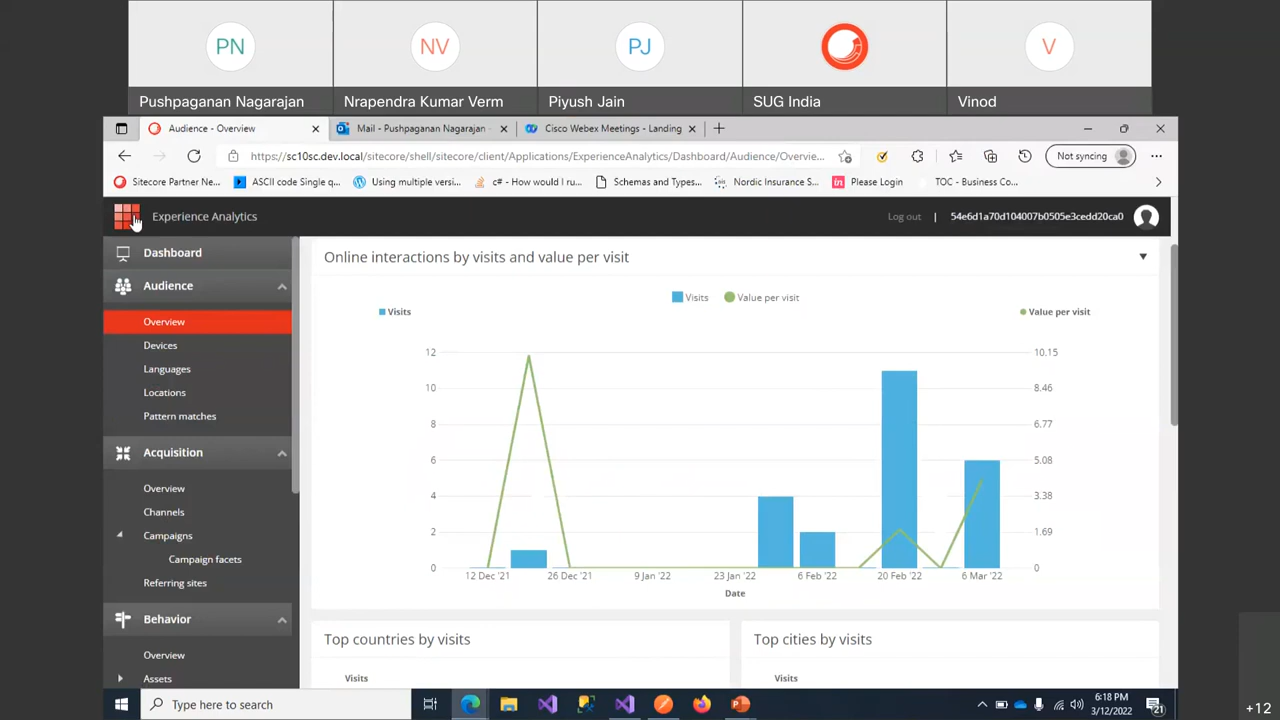 PN
NV
PJ
V
Pushpaganan Nagarajan
Nrapendra Kumar Verm
Piyush Jain
SUG India
Vinod
Audience - Overview
Mail - Pushpaganan Nagarajan -
Cisco Webex Meetings - Landing
https://sc10sc.dev.local/sitecore/shell/sitecore/client/Applications/ExperienceAnalytics/Dashboard/Audience/Overvie...
Not syncing
Sitecore Partner Ne...
ASCII code Single q...
Using multiple versi...
c# - How would I ru...
Schemas and Types...
Nordic Insurance S...
Please Login
TOC - Business Co...
Experience Analytics
Log out | 54e6d1a70d104007b0505e3cedd20ca0
Dashboard
Audience
Overview
Devices
Languages
Locations
Pattern matches
Acquisition
Overview
Channels
Campaigns
Campaign facets
Referring sites
Behavior
Overview
Assets
Online interactions by visits and value per visit
Visits Value per visit
Visits
Value per visit
12
10
8
6
4
2
0
10.15
8.46
6.77
5.08
3.38
1.69
0
12 Dec '21 26 Dec '21 9 Jan '22 23 Jan '22 6 Feb '22 20 Feb '22 6 Mar '22
Date
Top countries by visits
Visits
Top cities by visits
Visits
Type here to search
6:18 PM
3/12/2022
21
+12